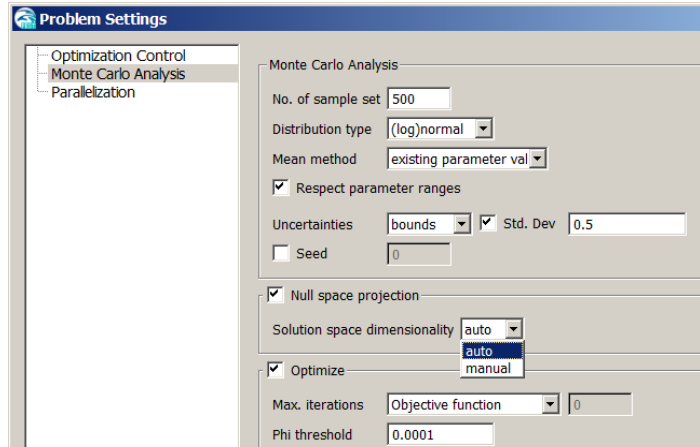 Problem Settings
Optimization Control
Monte Carlo Analysis
Parallelization
Monte Carlo Analysis
No. of sample set 500
Distribution type (log)normal
Mean method existing parameter val
Respect parameter ranges
Uncertainties bounds Std. Dev 0.5
Seed 0
Null space projection
Solution space dimensionality auto
auto
manual
Optimize
Max. iterations Objective function 0
Phi threshold 0.0001